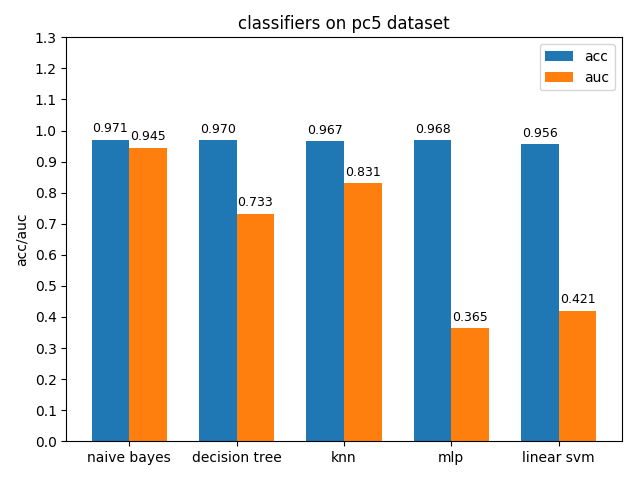 classifiers on pc5 dataset
acc
auc
acc/auc
1.3
1.2
1.1
1.0
0.9
0.8
0.7
0.6
0.5
0.4
0.3
0.2
0.1
0.0
0.971
0.945
0.970
0.733
0.967
0.831
0.968
0.365
0.956
0.421
naive bayes
decision tree
knn
mlp
linear svm